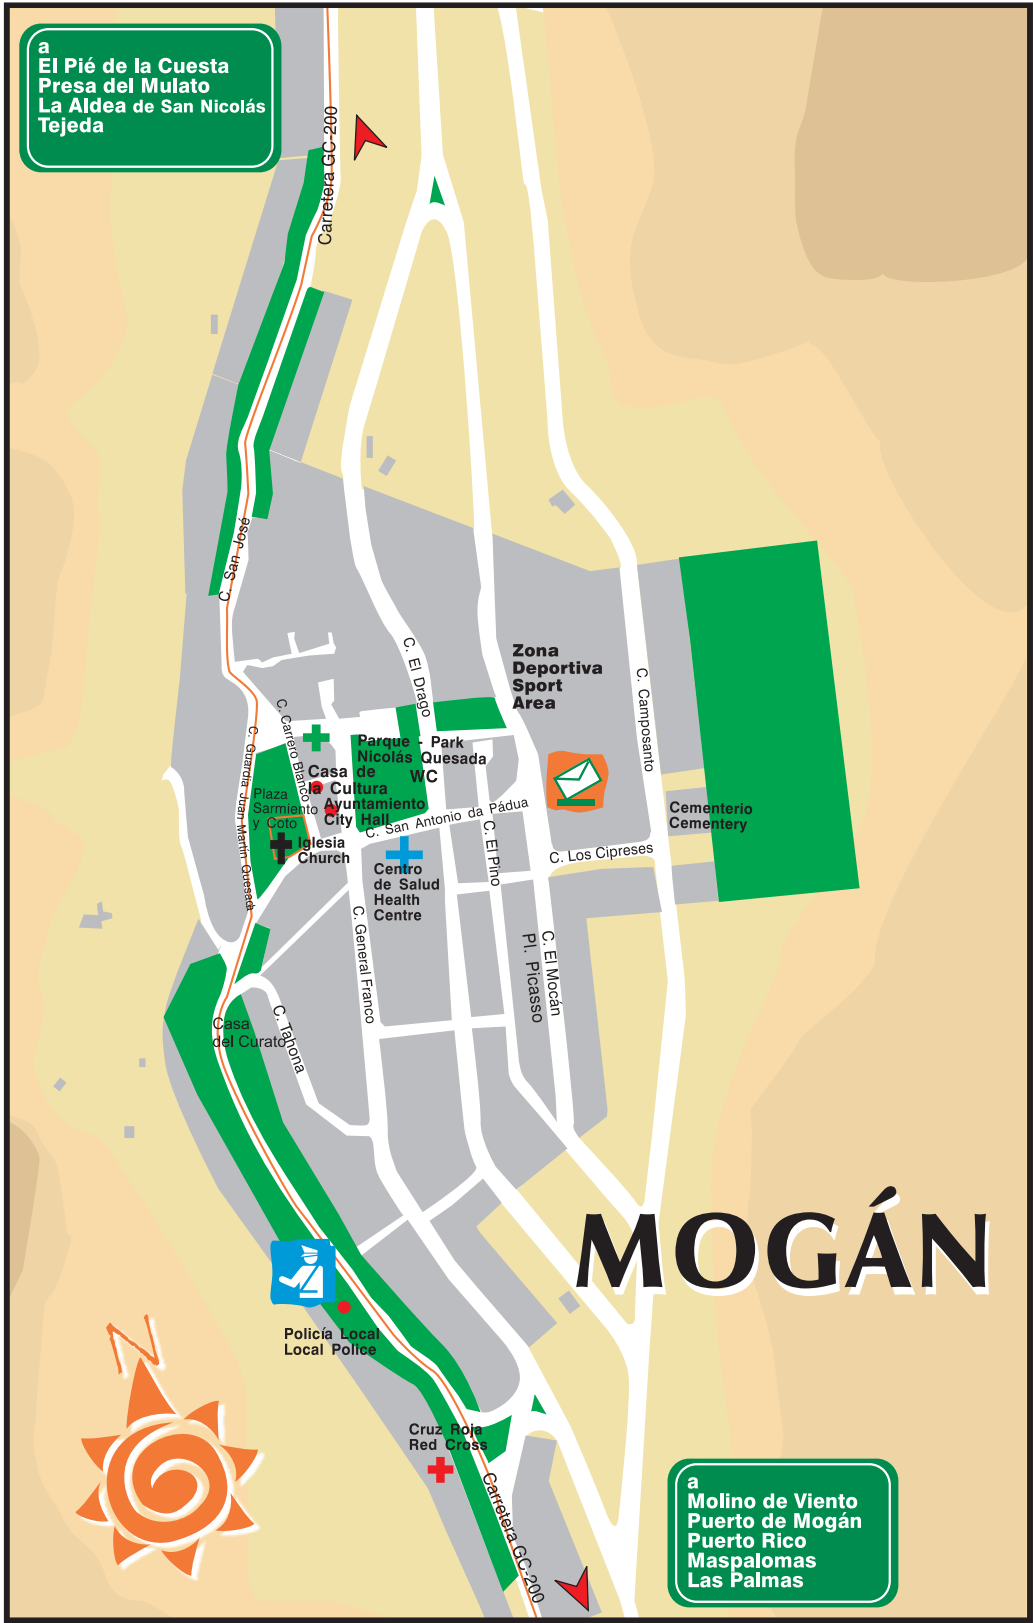 a
El Pié de la Cuesta
Presa del Mulato
La Aldea de San Nicolás
Tejeda
Carretera GC-200
C. San José
C. El Drago
Zona
Deportiva
Sport
Area
C. Camposanto
C. Carrero Blanco
C. Guardia Juan Martín Quesada
Parque - Park
Nicolás Quesada
WC
Casa de
la Cultura
Ayuntamiento
City Hall
Plaza
Sarmiento
y Coto
Iglesia
Church
C. San Antonio da Pádua
C. El Pino
Cementerio
Cementery
C. Los Cipreses
Centro
de Salud
Health
Centre
C. General Franco
Pl. Picasso
C. El Mocán
Casa
del Curato
C. Tahona
MOGÁN
N
Policía Local
Local Police
Cruz Roja
Red Cross
Carretera GC-200
a
Molino de Viento
Puerto de Mogán
Puerto Rico
Maspalomas
Las Palmas